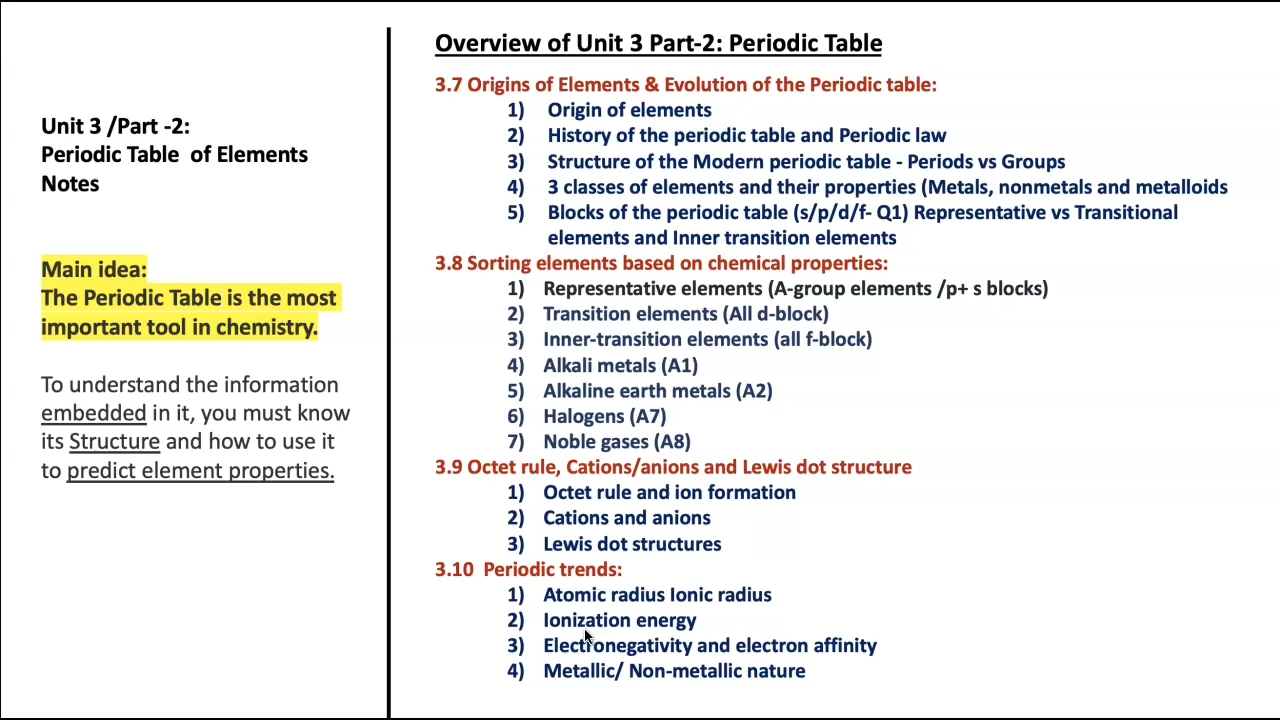 Unit 3 /Part -2:
Periodic Table of Elements
Notes
Main idea:
The Periodic Table is the most
important tool in chemistry.
To understand the information
embedded in it, you must know
its Structure and how to use it
to predict element properties.
Overview of Unit 3 Part-2: Periodic Table
3.7 Origins of Elements & Evolution of the Periodic table:
1) Origin of elements
2) History of the periodic table and Periodic law
3) Structure of the Modern periodic table - Periods vs Groups
4) 3 classes of elements and their properties (Metals, nonmetals and metalloids
5) Blocks of the periodic table (s/p/d/f- Q1) Representative vs Transitional
elements and Inner transition elements
3.8 Sorting elements based on chemical properties:
1) Representative elements (A-group elements /p+ s blocks)
2) Transition elements (All d-block)
3) Inner-transition elements (all f-block)
4) Alkali metals (A1)
5) Alkaline earth metals (A2)
6) Halogens (A7)
7) Noble gases (A8)
3.9 Octet rule, Cations/anions and Lewis dot structure
1) Octet rule and ion formation
2) Cations and anions
3) Lewis dot structures
3.10 Periodic trends:
1) Atomic radius Ionic radius
2) Ionization energy
3) Electronegativity and electron affinity
4) Metallic/ Non-metallic nature